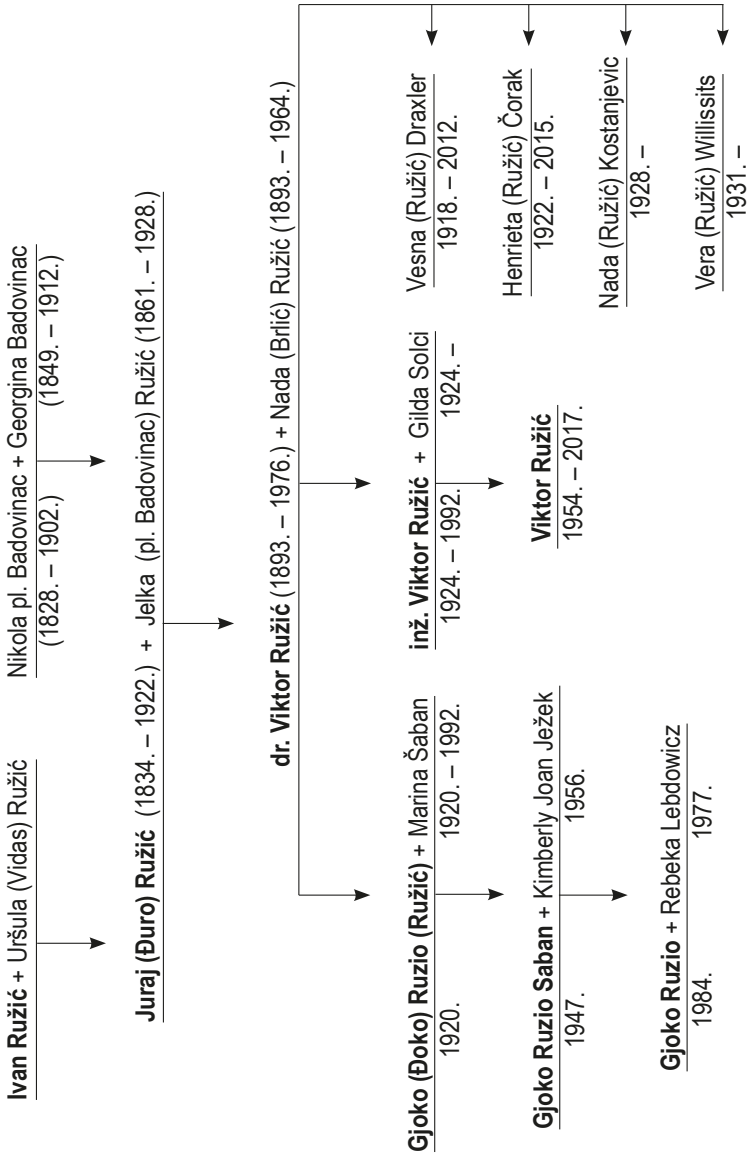 Ivan Ružić + Uršula (Vidas) Ružić
Nikola pl. Badovinac + Georgina Badovinac
(1828. – 1902.) (1849. – 1912.)
Juraj (Đuro) Ružić (1834. – 1922.) + Jelka (pl. Badovinac) Ružić (1861. – 1928.)
dr. Viktor Ružić (1893. – 1976.) + Nada (Brlić) Ružić (1893. – 1964.)
Gjoko (Đoko) Ruzio (Ružić) + Marina Šaban
1920. 1920. – 1992.
Gjoko Ruzio Saban + Kimberly Joan Ježek
1947. 1956.
Gjoko Ruzio + Rebeka Lebdowicz
1984. 1977.
inž. Viktor Ružić + Gilda Solci
1924. – 1992. 1924. –
Viktor Ružić
1954. – 2017.
Vesna (Ružić) Draxler
1918. – 2012.
Henrieta (Ružić) Čorak
1922. – 2015.
Nada (Ružić) Kostanjevic
1928. –
Vera (Ružić) Willissits
1931. –